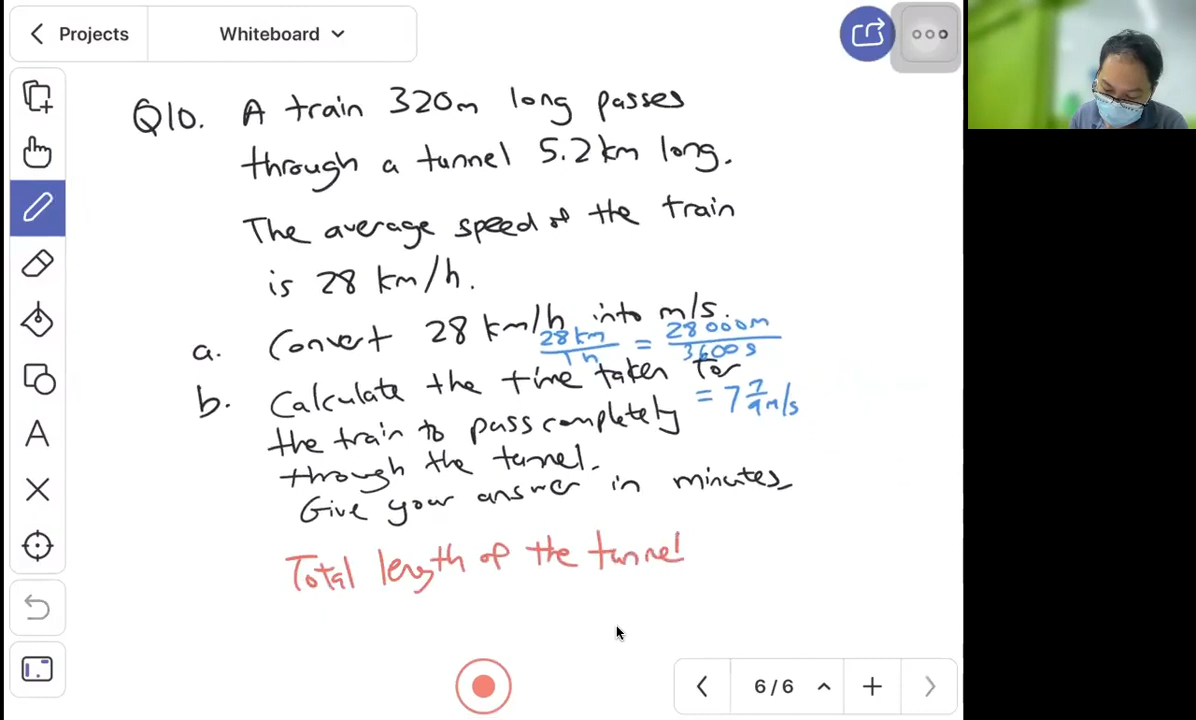 Projects
Whiteboard
Q10. A train 320m long passes
through a tunnel 5.2km long.
The average speed of the train
is 28 km/h.
a. Convert 28 km/h into m/s.
28 km / 1 h = 28 000m / 3600 s
= 7 7/9 m/s
b. Calculate the time taken for
the train to pass completely
through the tunnel.
Give your answer in minutes
Total length of the tunnel
A
6 / 6